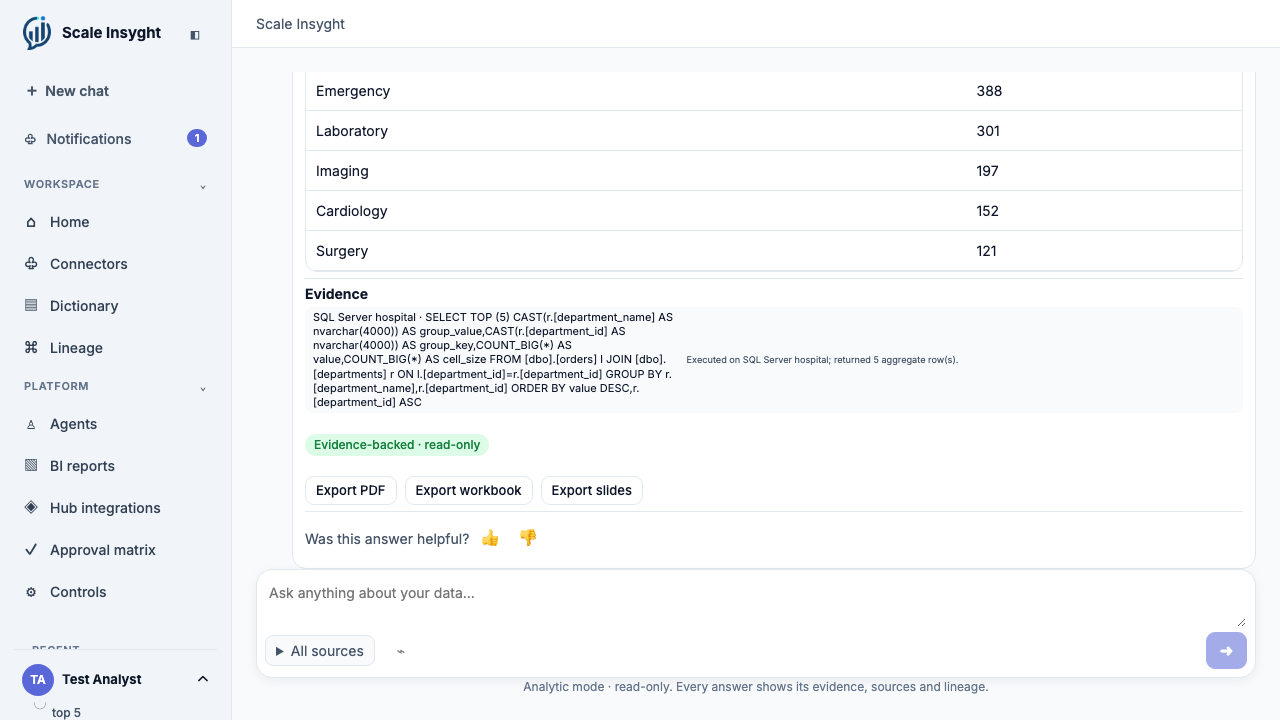 Scale Insyght
Scale Insyght
+ New chat
Notifications 1
WORKSPACE
Home
Connectors
Dictionary
Lineage
PLATFORM
Agents
BI reports
Hub integrations
Approval matrix
Controls
RECENT
TA Test Analyst
top 5
Emergency 388
Laboratory 301
Imaging 197
Cardiology 152
Surgery 121
Evidence
SQL Server hospital · SELECT TOP (5) CAST(r.[department_name] AS
nvarchar(4000)) AS group_value,CAST(r.[department_id] AS
nvarchar(4000)) AS group_key,COUNT_BIG(*) AS
value,COUNT_BIG(*) AS cell_size FROM [dbo].[orders] l JOIN [dbo].
[departments] r ON l.[department_id]=r.[department_id] GROUP BY r.
[department_name],r.[department_id] ORDER BY value DESC,r.
[department_id] ASC
Executed on SQL Server hospital; returned 5 aggregate row(s).
Evidence-backed · read-only
Export PDF Export workbook Export slides
Was this answer helpful? 👍 👎
Ask anything about your data...
All sources
Analytic mode · read-only. Every answer shows its evidence, sources and lineage.